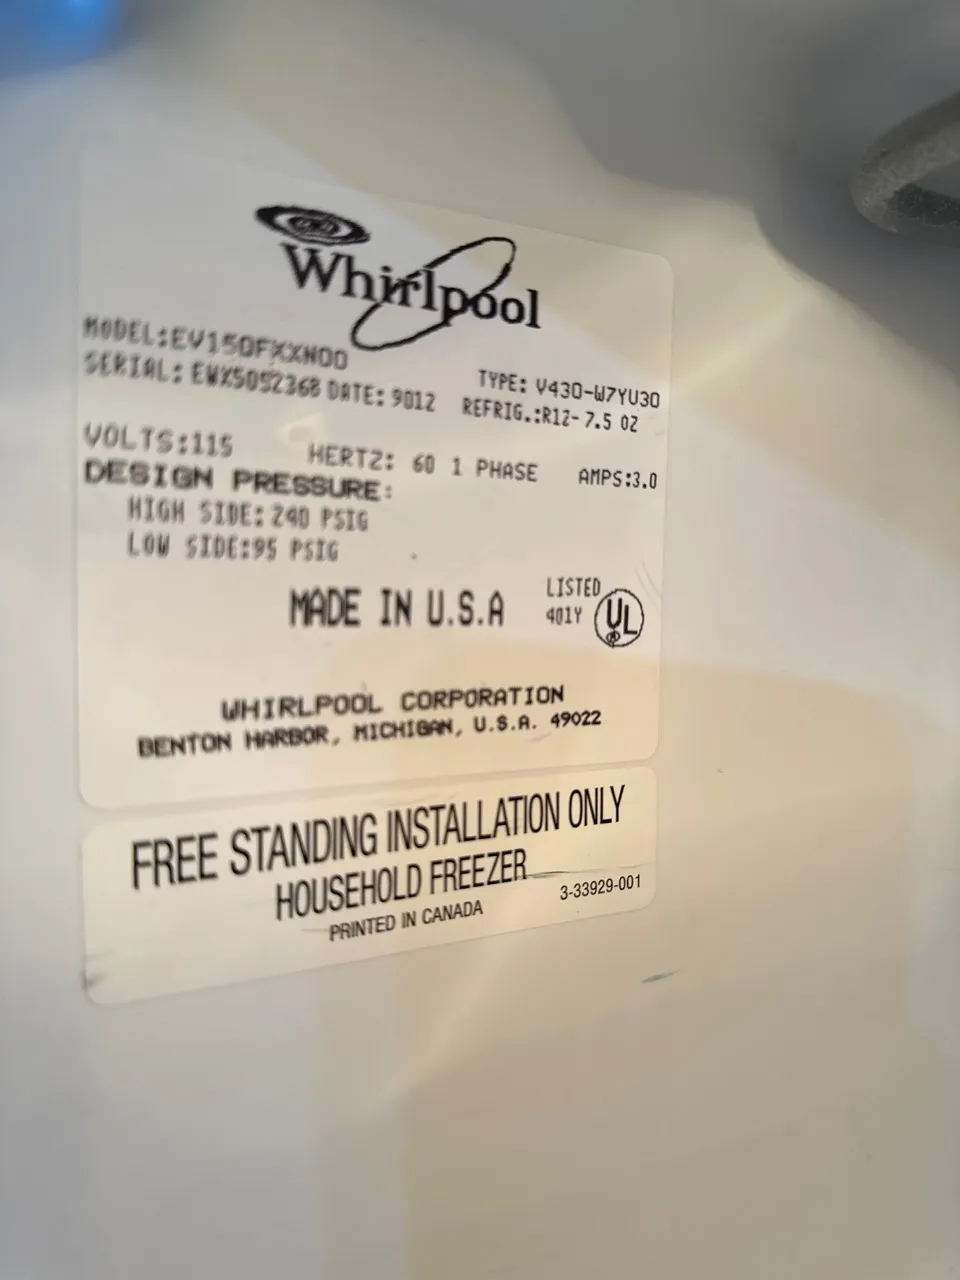 Whirlpool
MODEL:EV150FXXN00
SERIAL: EWX5052368 DATE: 9012
TYPE: V430-W7YU30
REFRIG.:R12- 7.5 OZ
VOLTS:115 HERTZ: 60 1 PHASE AMPS:3.0
DESIGN PRESSURE:
HIGH SIDE: 240 PSIG
LOW SIDE:95 PSIG
MADE IN U.S.A
LISTED
401Y
UL
®
WHIRLPOOL CORPORATION
BENTON HARBOR, MICHIGAN, U.S.A. 49022
FREE STANDING INSTALLATION ONLY
HOUSEHOLD FREEZER
PRINTED IN CANADA
3-33929-001